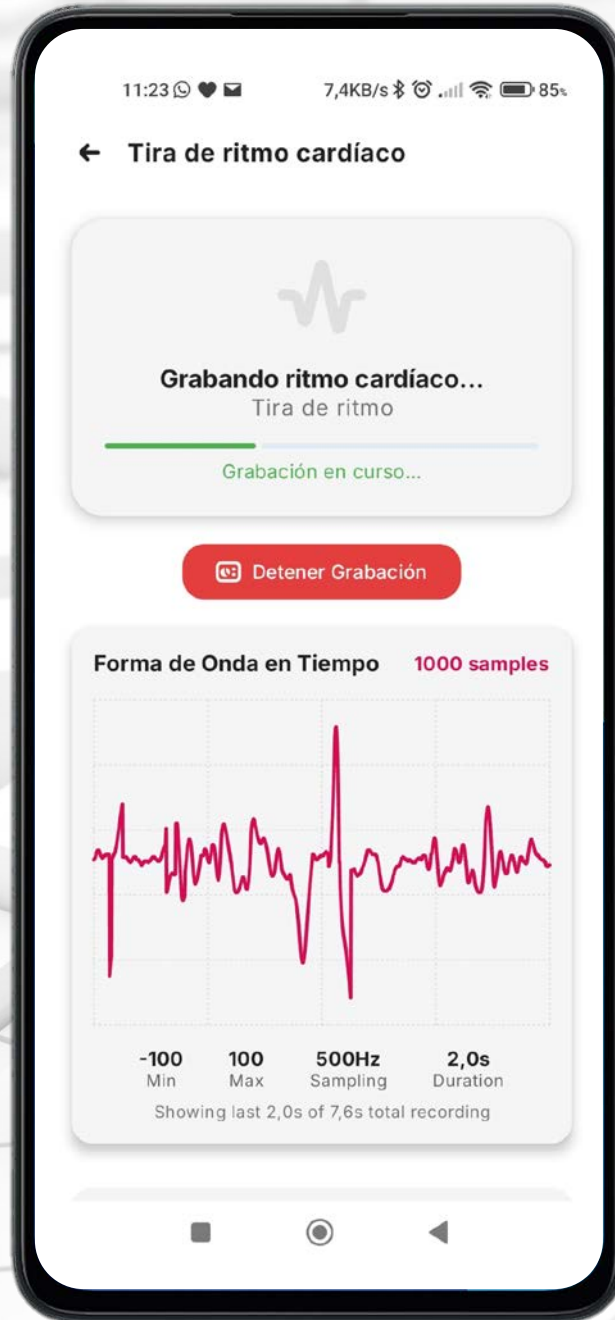 11:23 7,4KB/s 85%
Tira de ritmo cardíaco
Grabando ritmo cardíaco...
Tira de ritmo
Grabación en curso...
Detener Grabación
Forma de Onda en Tiempo 1000 samples
-100 100 500Hz 2,0s
Min Max Sampling Duration
Showing last 2,0s of 7,6s total recording